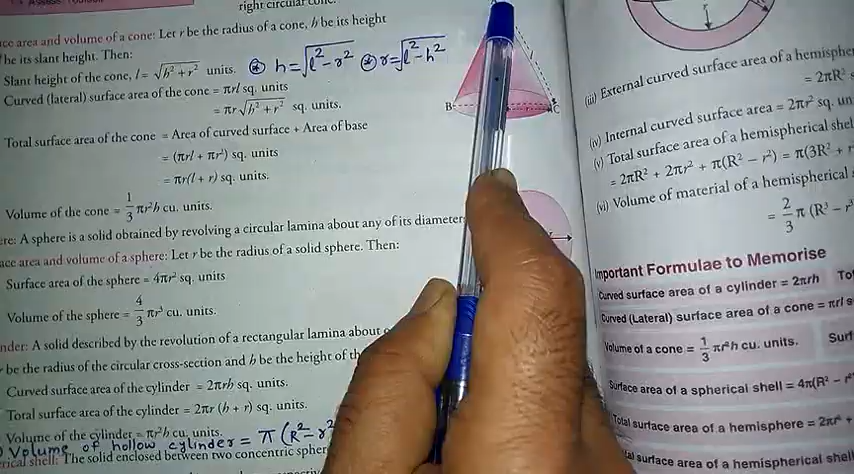 right circular cone.
ce area and volume of a cone: Let r be the radius of a cone, h be its height
he its slant height. Then:
Slant height of the cone, l = √(h² + r²) units. ⊛ h = √(l² − r²) ⊛ r = √(l² − h²)
Curved (lateral) surface area of the cone = πrl sq. units
= πr√(h² + r²) sq. units.
Total surface area of the cone = Area of curved surface + Area of base
= (πrl + πr²) sq. units
= πr(l + r) sq. units.
Volume of the cone = 1/3 πr²h cu. units.
ere: A sphere is a solid obtained by revolving a circular lamina about any of its diameter
ace area and volume of a sphere: Let r be the radius of a solid sphere. Then:
Surface area of the sphere = 4πr² sq. units
Volume of the sphere = 4/3 πr³ cu. units.
nder: A solid described by the revolution of a rectangular lamina about
be the radius of the circular cross-section and h be the height of th
Curved surface area of the cylinder = 2πrh sq. units.
Total surface area of the cylinder = 2πr (h + r) sq. units.
Volume of the cylinder = πr²h cu. units.
Volume of hollow cylinder = π (R² − r²
rical shell: The solid enclosed between two concentric spher
B
r
C
l
r
r
(iii) External curved surface area of a hemispher
= 2πR² s
(iv) Internal curved surface area = 2πr² sq. un
(v) Total surface area of a hemispherical shel
= 2πR² + 2πr² + π(R² − r²) = π(3R² + r
(vi) Volume of material of a hemispherical s
= 2/3 π (R³ − r³
Important Formulae to Memorise
Curved surface area of a cylinder = 2πrh To
Curved (Lateral) surface area of a cone = πrl s
Volume of a cone = 1/3 πr²h cu. units. Surf
Surface area of a spherical shell = 4π(R² − r²
Total surface area of a hemisphere = 2πr² +
tal surface area of a hemispherical shell